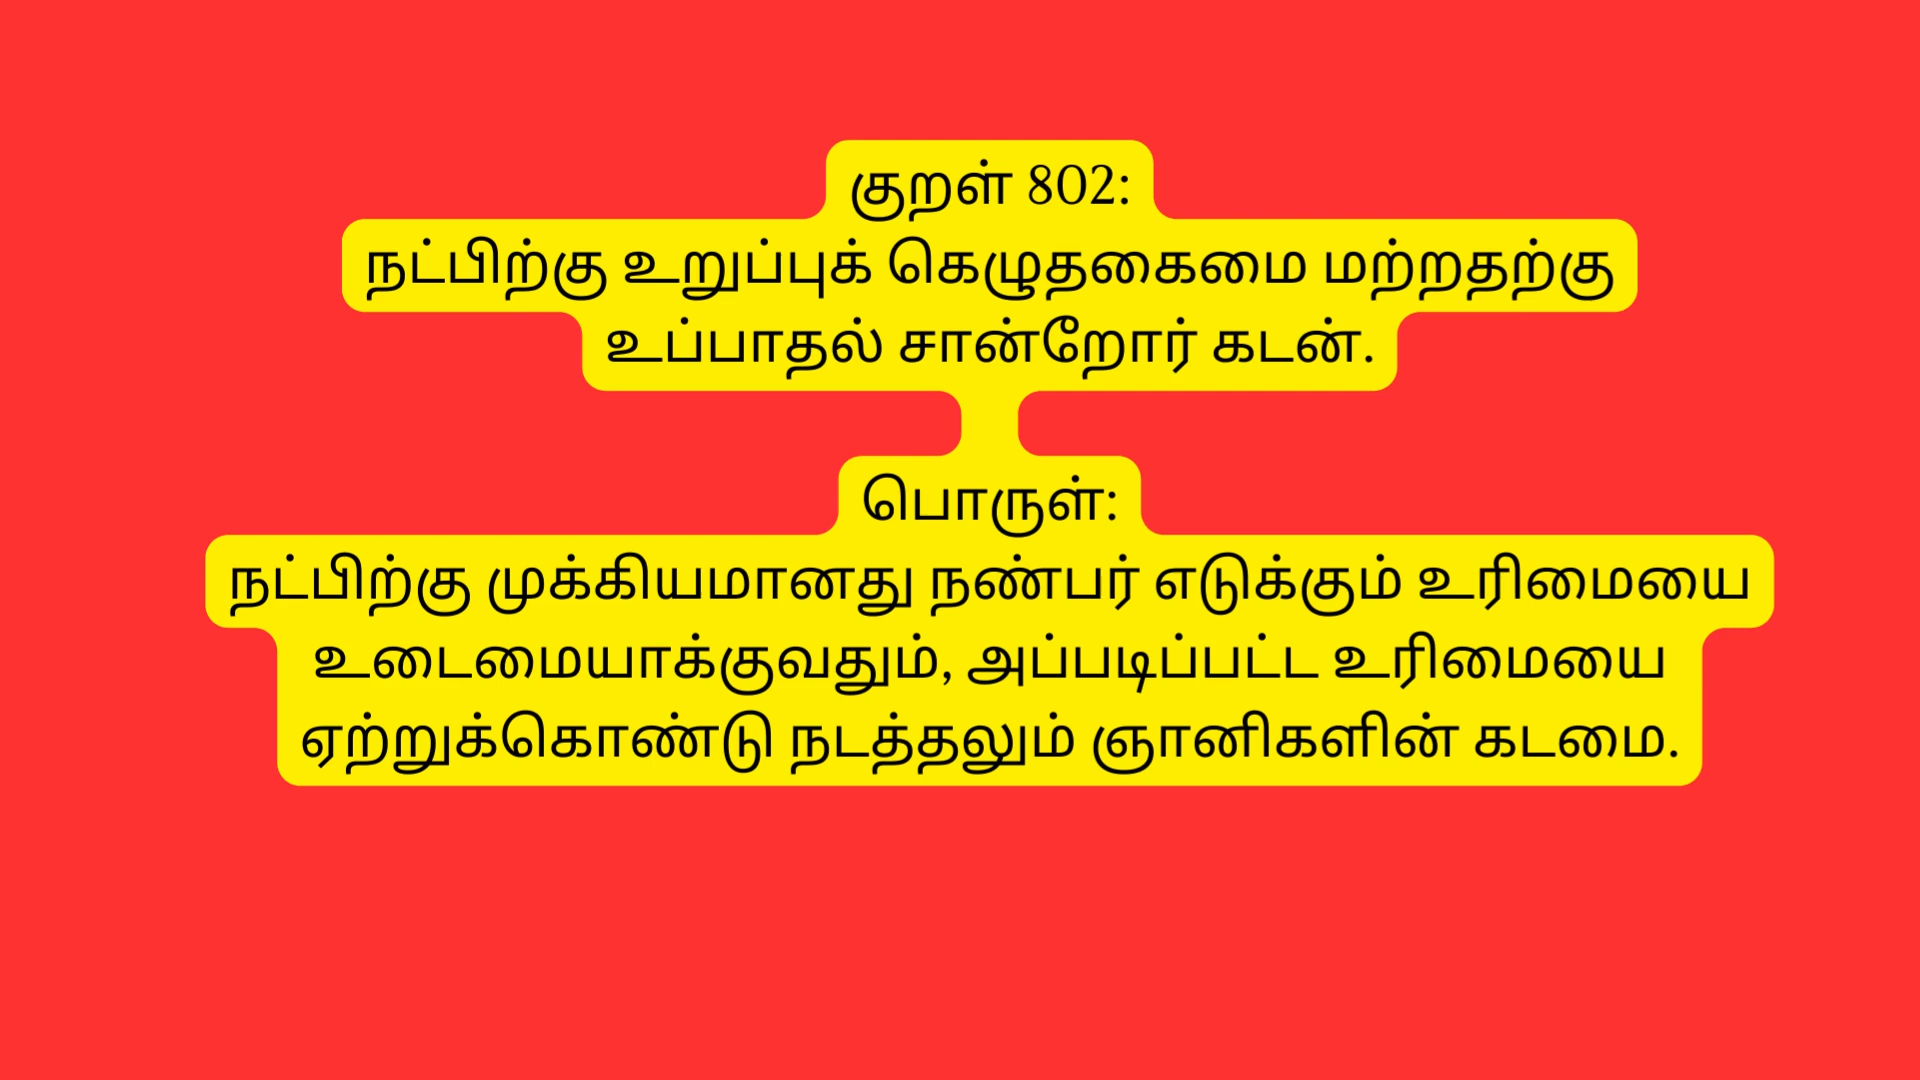 குறள் 802:
நட்பிற்கு உறுப்புக் கெழுதகைமை மற்றதற்கு
உப்பாதல் சான்றோர் கடன்.
பொருள்:
நட்பிற்கு முக்கியமானது நண்பர் எடுக்கும் உரிமையை
உடைமையாக்குவதும், அப்படிப்பட்ட உரிமையை
ஏற்றுக்கொண்டு நடத்தலும் ஞானிகளின் கடமை.